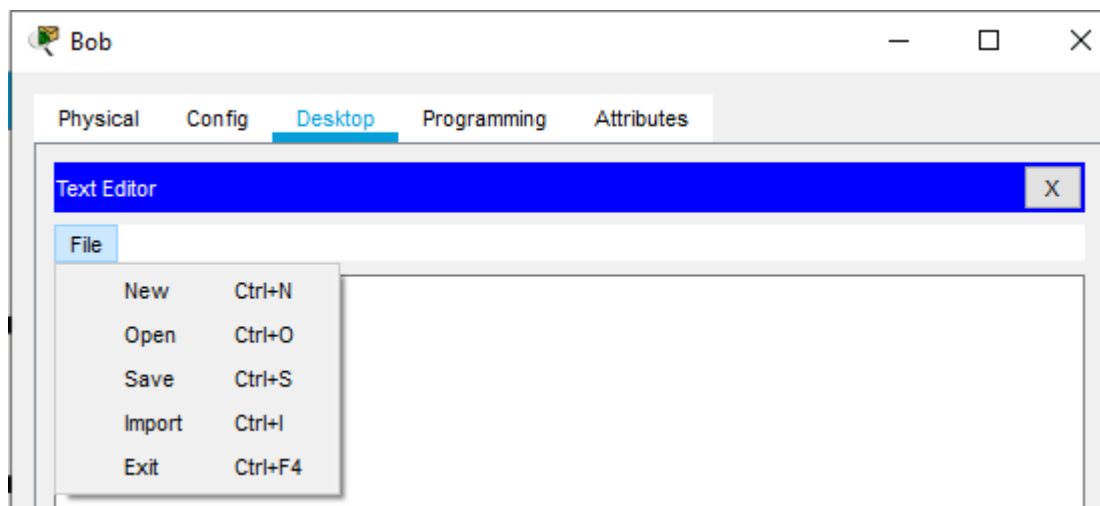 Bob
Physical Config Desktop Programming Attributes
Text Editor X
File
New Ctrl+N
Open Ctrl+O
Save Ctrl+S
Import Ctrl+I
Exit Ctrl+F4